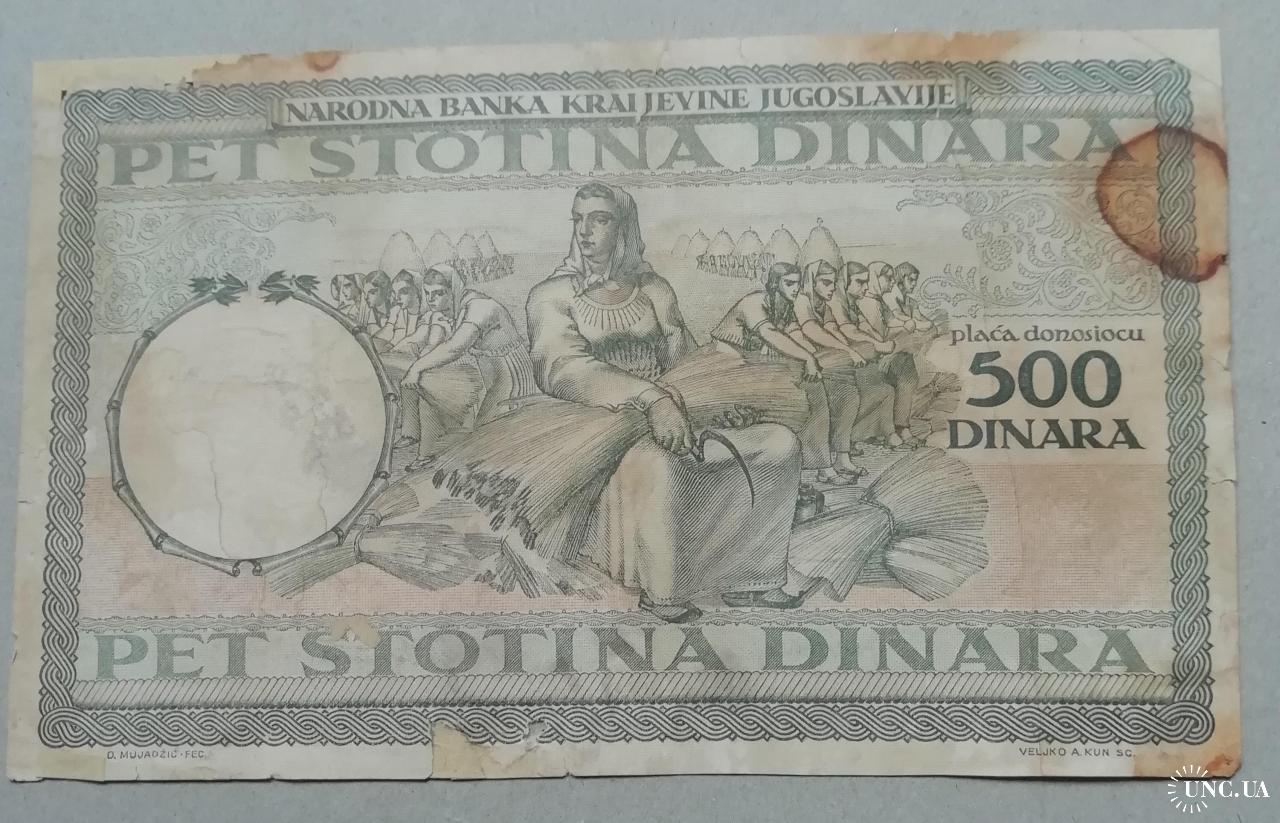 NARODNA BANKA KRALJEVINE JUGOSLAVIJE
PET STOTINA DINARA
plaća donosiocu
500
DINARA
PET STOTINA DINARA
D. MUJADŽIĆ·FEC.
VELJKO A. KUN SC.
UNC.UA